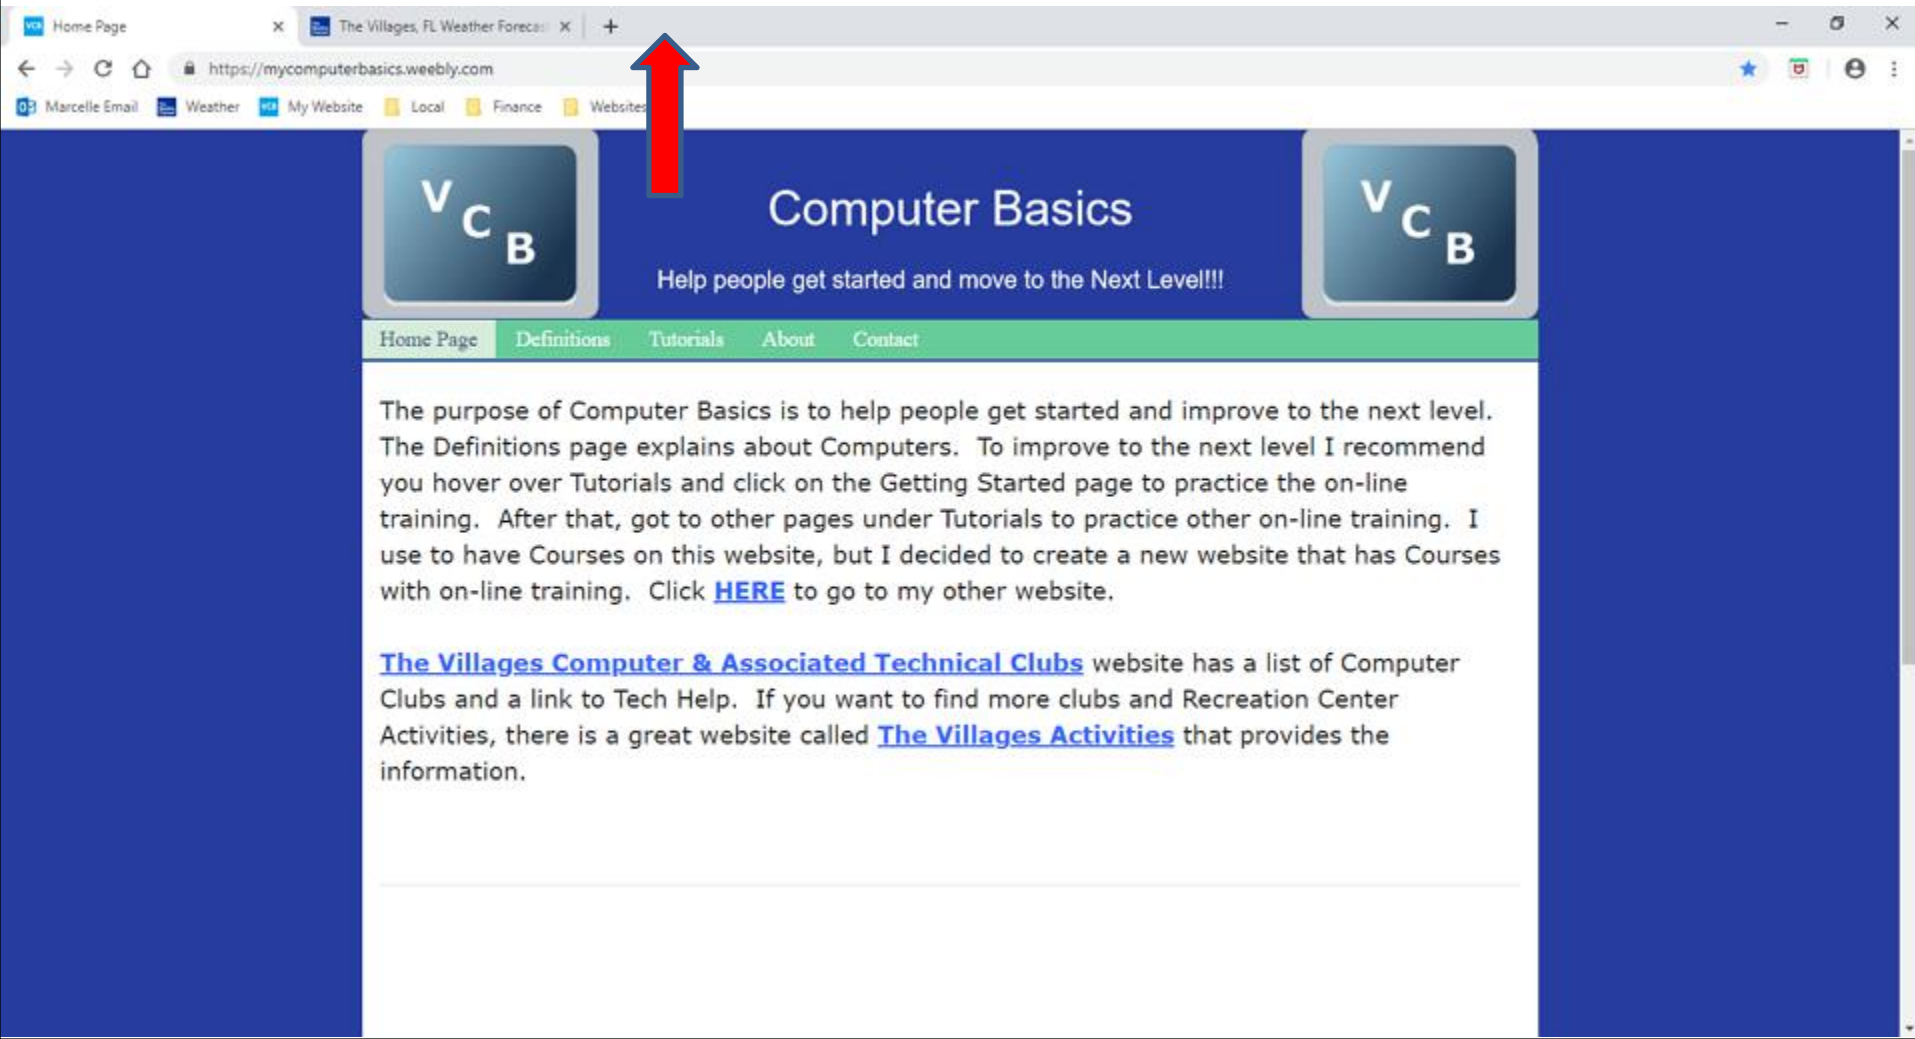 Home Page
The Villages, FL Weather Forecas
https://mycomputerbasics.weebly.com
Marcelle Email Weather My Website Local Finance Websites
V C B
Computer Basics
Help people get started and move to the Next Level!!!
V C B
Home Page Definitions Tutorials About Contact
The purpose of Computer Basics is to help people get started and improve to the next level.
The Definitions page explains about Computers. To improve to the next level I recommend
you hover over Tutorials and click on the Getting Started page to practice the on-line
training. After that, got to other pages under Tutorials to practice other on-line training. I
use to have Courses on this website, but I decided to create a new website that has Courses
with on-line training. Click HERE to go to my other website.
The Villages Computer & Associated Technical Clubs website has a list of Computer
Clubs and a link to Tech Help. If you want to find more clubs and Recreation Center
Activities, there is a great website called The Villages Activities that provides the
information.